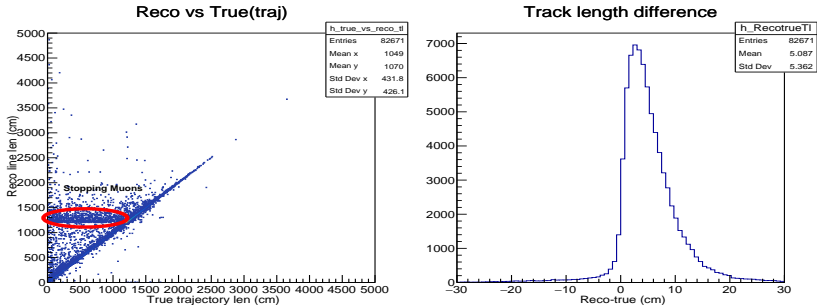 Reco vs True(traj)
h_true_vs_reco_tl
Entries 82671
Mean x 1049
Mean y 1070
Std Dev x 431.8
Std Dev y 426.1
Reco line len (cm)
5000
4500
4000
3500
3000
2500
2000
1500
1000
500
0
Stopping Muons
0 500 1000 1500 2000 2500 3000 3500 4000 4500 5000
True trajectory len (cm)
Track length difference
h_RecotrueTl
Entries 82671
Mean 5.087
Std Dev 5.362
7000
6000
5000
4000
3000
2000
1000
0
−30 −20 −10 0 10 20 30
Reco-true (cm)